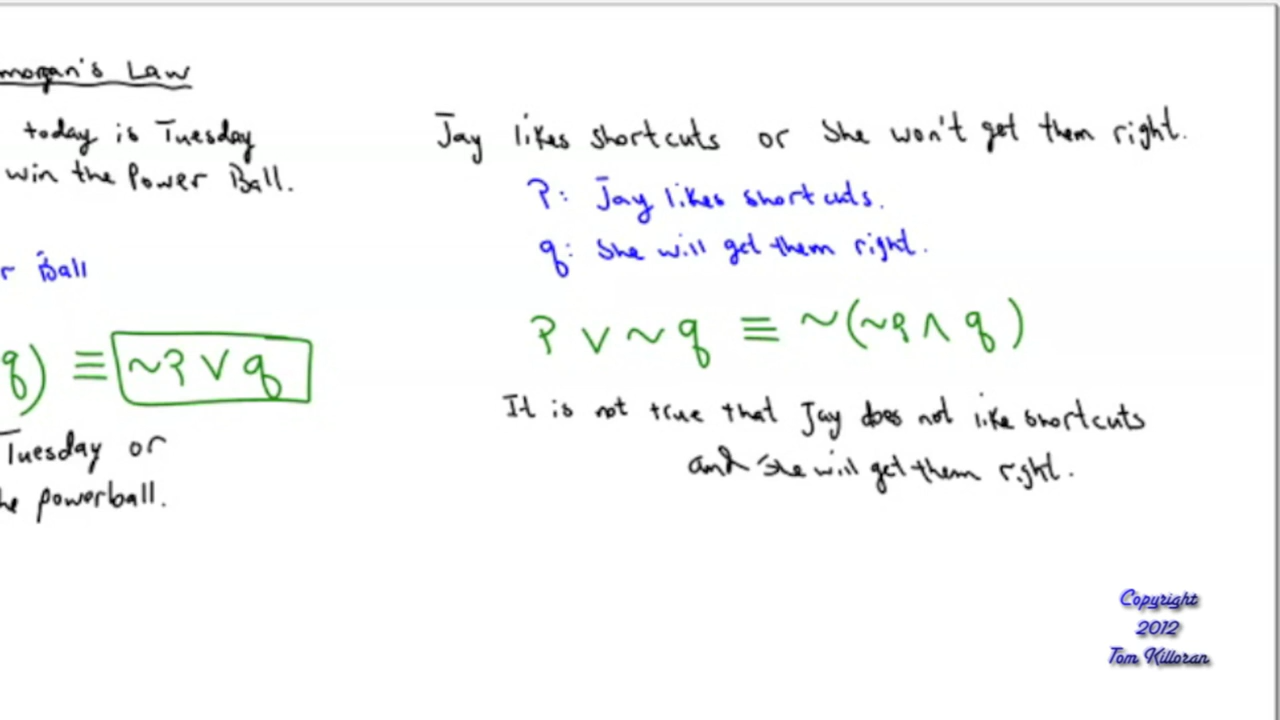 morgan's Law
today is Tuesday
win the Power Ball.
r Ball
q) ≡ ~P ∨ q
Tuesday or
he powerball.
Jay likes shortcuts or She won't get them right.
P: Jay likes shortcuts.
q: She will get them right.
P ∨ ~q ≡ ~(~P ∧ q)
It is not true that Jay does not like shortcuts
and she will get them right.
Copyright
2012
Tom Killoran